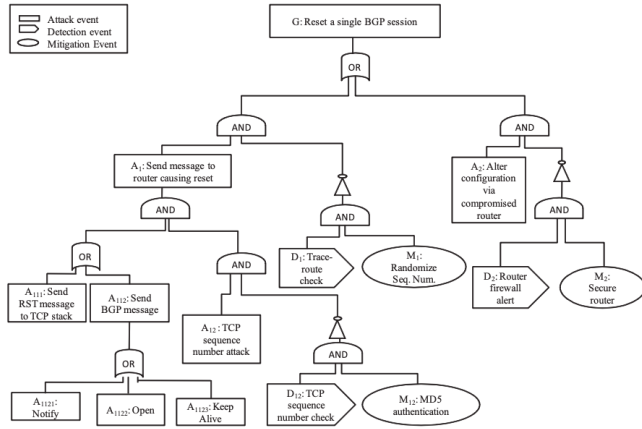 Attack event
Detection event
Mitigation Event
G: Reset a single BGP session
OR
AND
AND
A1: Send message to
router causing reset
A2: Alter
configuration
via
compromised
router
AND
AND
AND
D1: Trace-
route
check
M1:
Randomize
Seq. Num.
D2: Router
firewall
alert
M2:
Secure
router
OR
AND
A111: Send
RST message
to TCP stack
A112: Send
BGP message
A12: TCP
sequence
number attack
AND
OR
D12: TCP
sequence
number check
M12: MD5
authentication
A1121:
Notify
A1122: Open
A1123: Keep
Alive